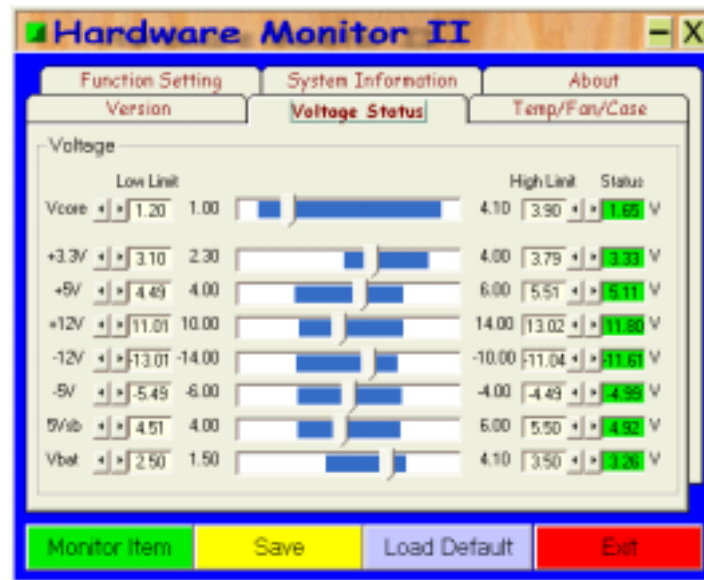 Hardware Monitor II
Function Setting System Information About
Version Voltage Status Temp/Fan/Case
Voltage
Low Limit High Limit Status
Vcore 1.20 1.00 4.10 3.90 1.65 V
+3.3V 3.10 2.30 4.00 3.79 3.33 V
+5V 4.49 4.00 6.00 5.51 5.11 V
+12V 11.01 10.00 14.00 13.02 11.80 V
-12V -13.01 -14.00 -10.00 -11.04 -11.61 V
-5V -5.49 -6.00 -4.00 -4.49 -4.99 V
5Vsb 4.51 4.00 6.00 5.50 4.92 V
Vbat 2.50 1.50 4.10 3.50 3.26 V
Monitor Item Save Load Default Exit